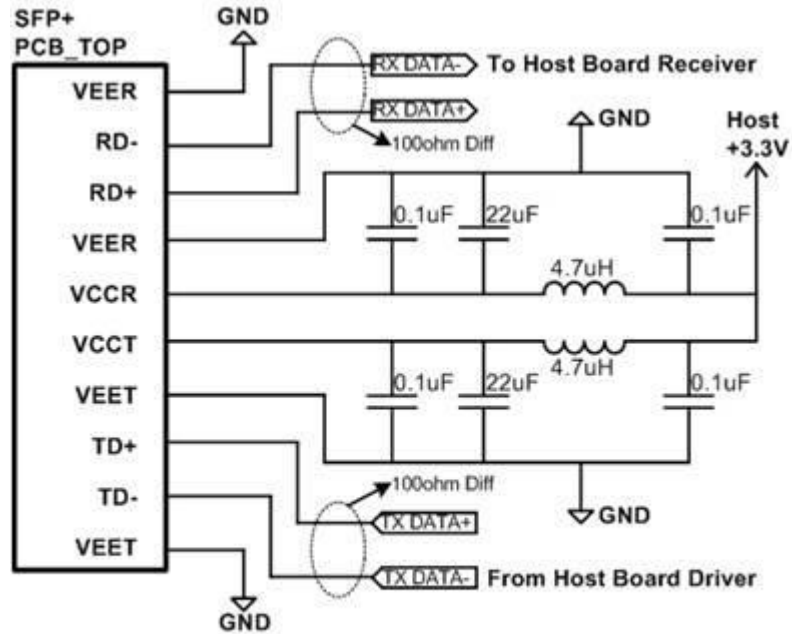 SFP+
PCB_TOP
GND
VEER
RD-
RD+
VEER
VCCR
VCCT
VEET
TD+
TD-
VEET
RX DATA-
To Host Board Receiver
RX DATA+
100ohm Diff
GND
Host
+3.3V
0.1uF
22uF
0.1uF
4.7uH
4.7uH
0.1uF
22uF
0.1uF
100ohm Diff
GND
TX DATA+
TX DATA-
From Host Board Driver
GND